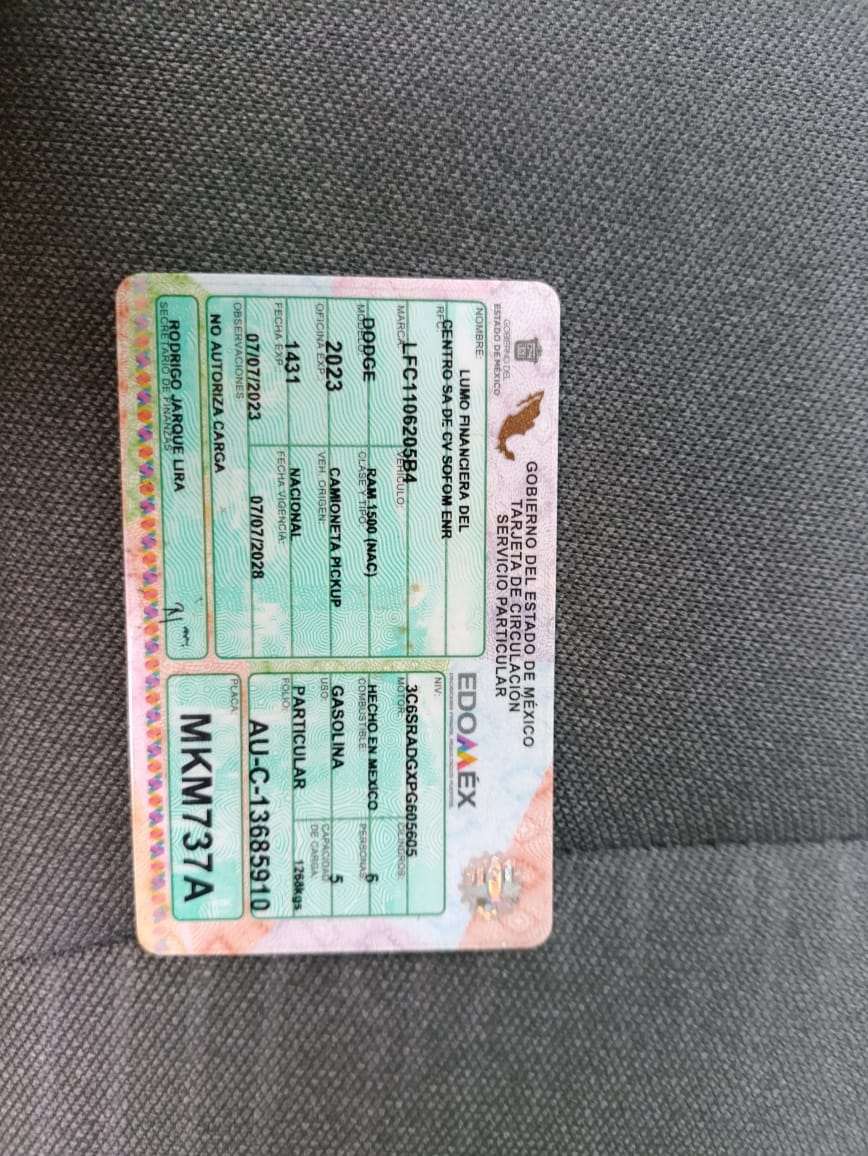 GOBIERNO DEL
ESTADO DE MÉXICO
GOBIERNO DEL ESTADO DE MÉXICO
TARJETA DE CIRCULACIÓN
SERVICIO PARTICULAR
EDOMÉX
NOMBRE:
LUMO FINANCIERA DEL
CENTRO SA DE CV SOFOM ENR
RFC
LFC1106205B4
NIV:
3C6SRADGXPG605605
MARCA:
DODGE
VEHÍCULO:
RAM 1500 (NAC)
MOTOR:
HECHO EN MEXICO
CILINDROS:
6
MODELO:
2023
CLASE Y TIPO:
CAMIONETA PICKUP
COMBUSTIBLE:
GASOLINA
PERSONAS:
5
OFICINA EXP.:
1431
VEH. ORIGEN:
NACIONAL
USO:
PARTICULAR
CAPACIDAD
DE CARGA:
1268kgs
FECHA EXP.:
07/07/2023
FECHA VIGENCIA:
07/07/2028
FOLIO:
AU-C-13685910
OBSERVACIONES:
NO AUTORIZA CARGA
PLACA:
MKM737A
RODRIGO JARQUE LIRA
SECRETARIO DE FINANZAS